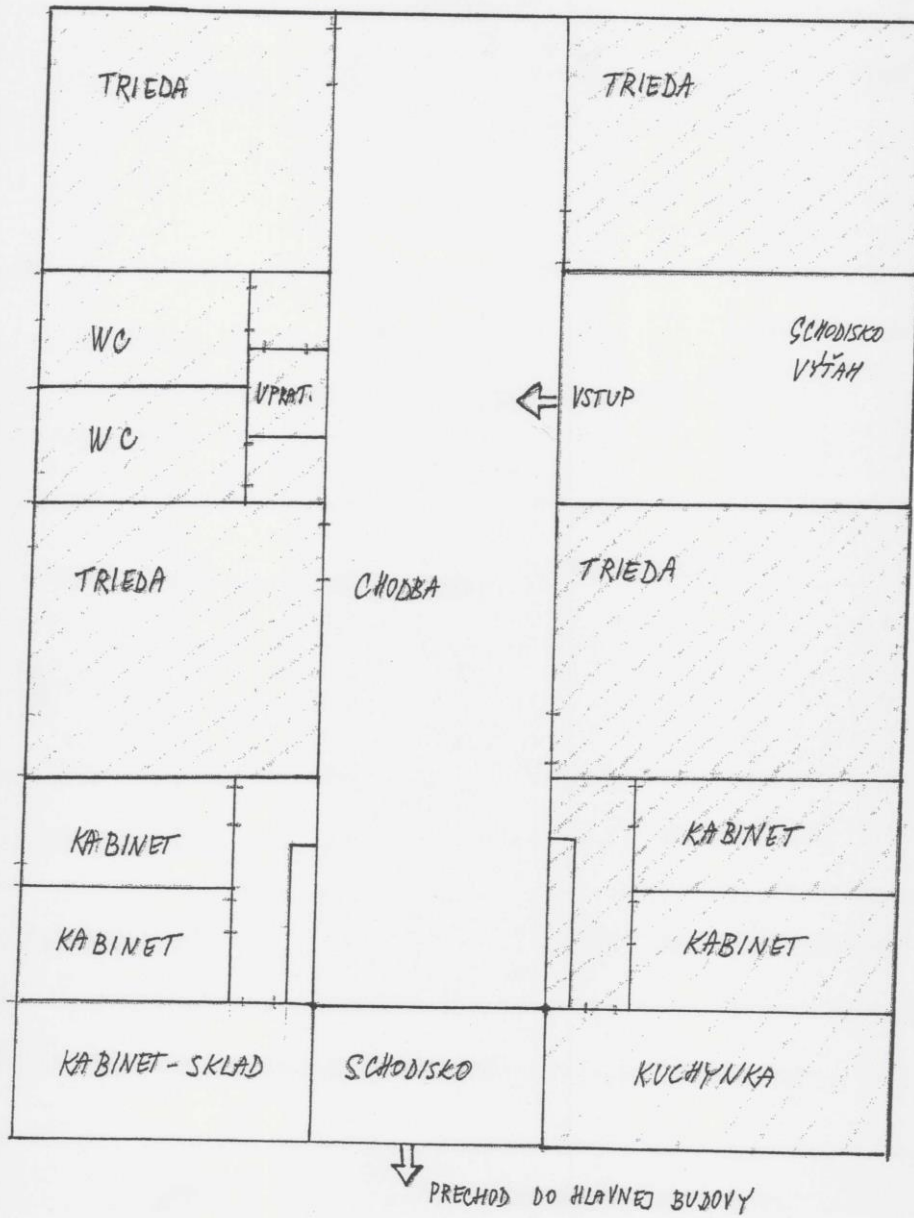 TRIEDA
TRIEDA
WC
SCHODISKO
VÝŤAH
UPRAT.
VSTUP
WC
TRIEDA
CHODBA
TRIEDA
KABINET
KABINET
KABINET
KABINET
KABINET - SKLAD
SCHODISKO
KUCHYNKA
PRECHOD DO HLAVNEJ BUDOVY